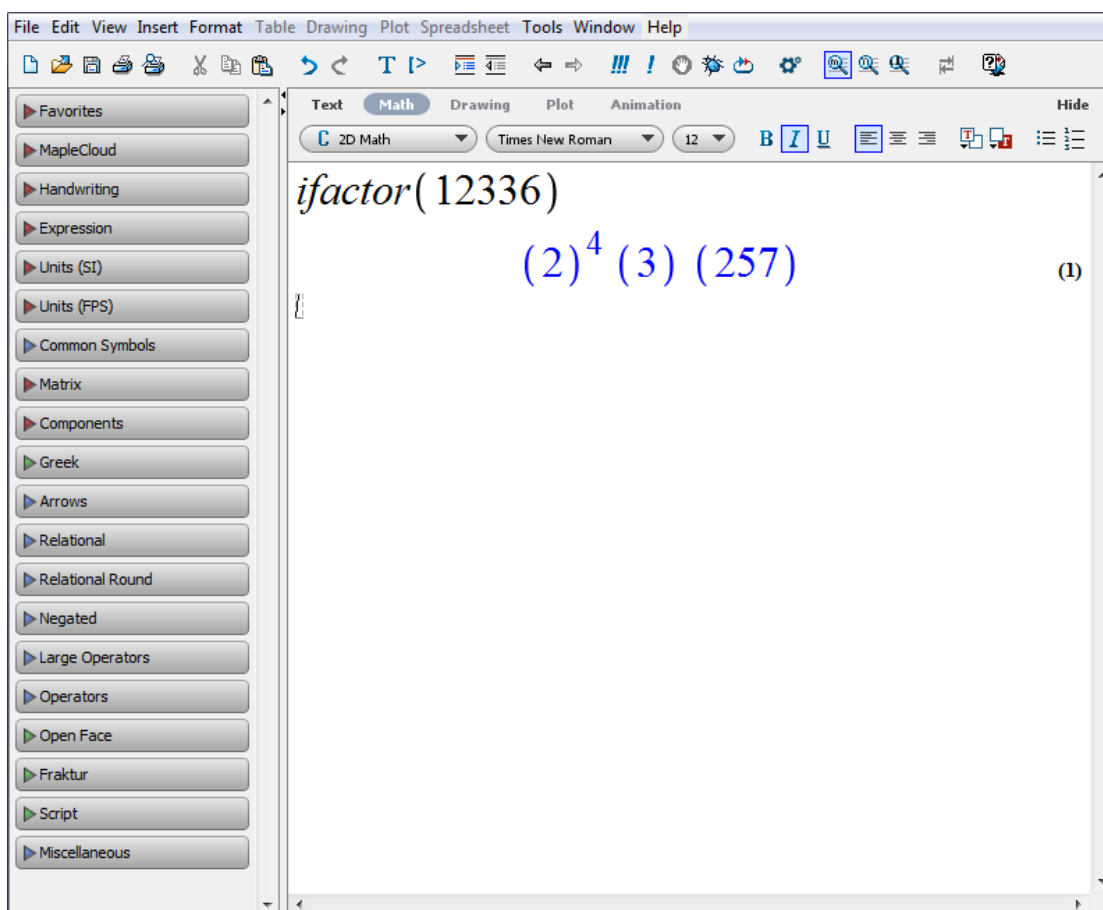 File Edit View Insert Format Table Drawing Plot Spreadsheet Tools Window Help
Text Math Drawing Plot Animation Hide
C 2D Math Times New Roman 12 B I U
Favorites
MapleCloud
Handwriting
Expression
Units (SI)
Units (FPS)
Common Symbols
Matrix
Components
Greek
Arrows
Relational
Relational Round
Negated
Large Operators
Operators
Open Face
Fraktur
Script
Miscellaneous
ifactor(12336)
(2)⁴ (3) (257) (1)